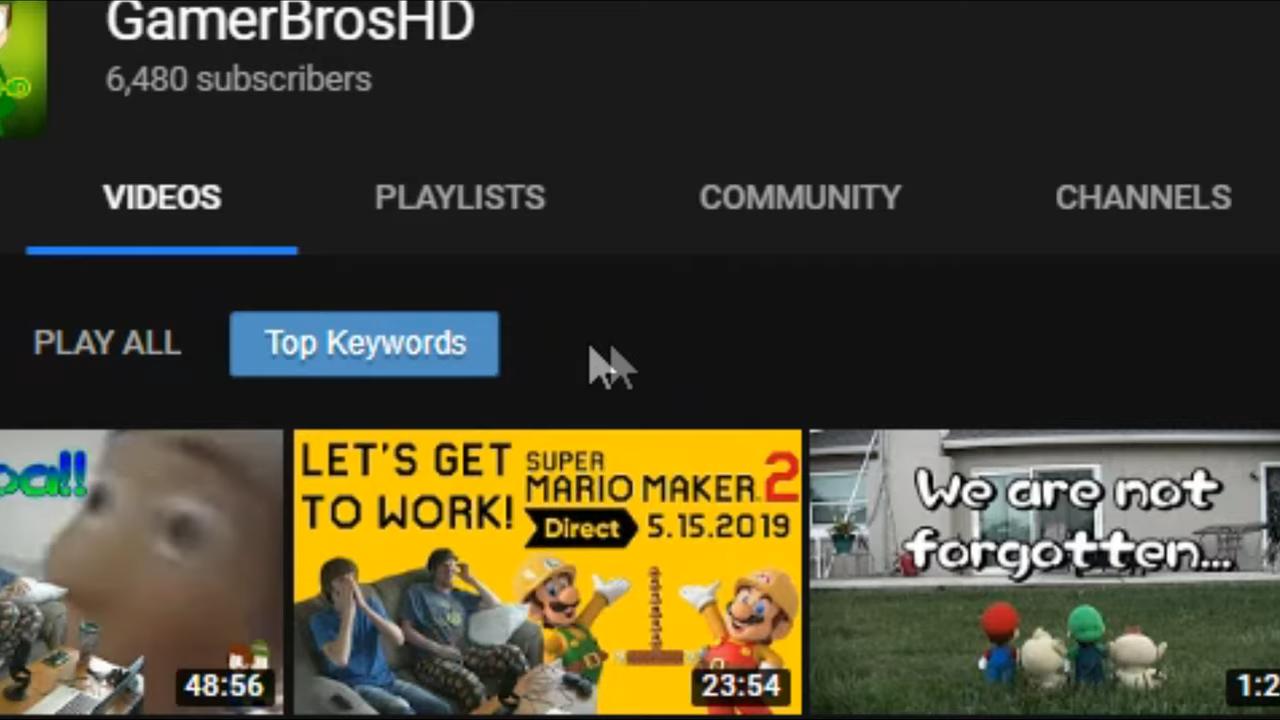 GamerBrosHD
6,480 subscribers
VIDEOS PLAYLISTS COMMUNITY CHANNELS
PLAY ALL Top Keywords
LET'S GET
TO WORK!
SUPER
MARIO MAKER 2
Direct 5.15.2019
We are not
forgotten...
48:56 23:54